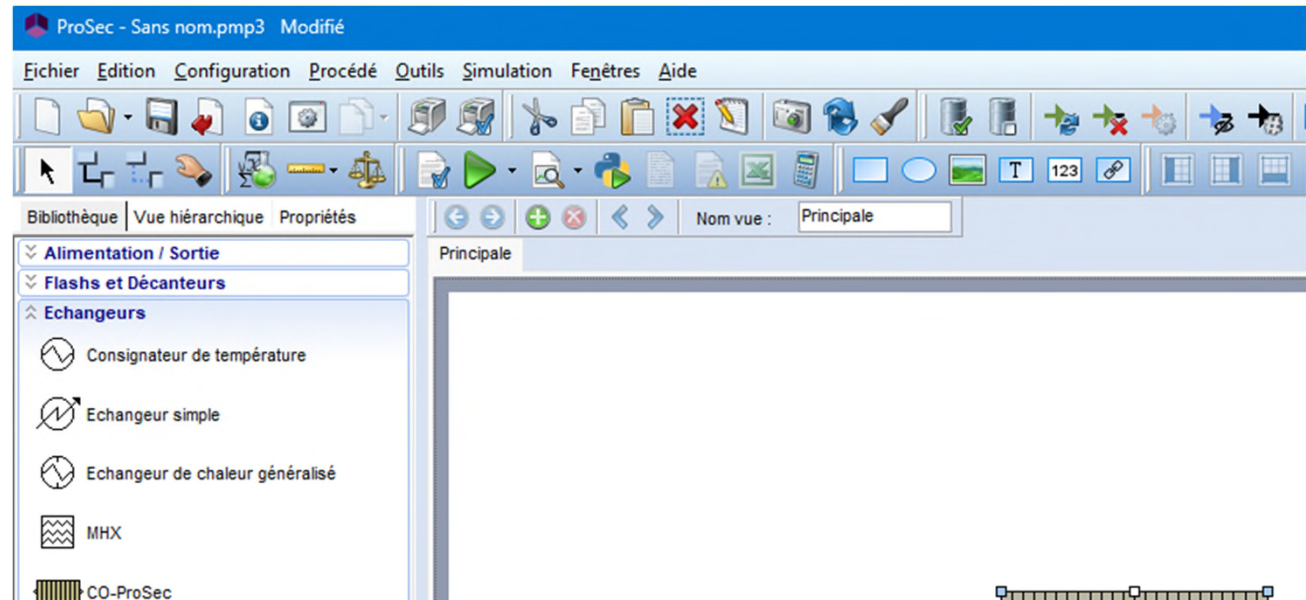 ProSec - Sans nom.pmp3 Modifié
Fichier Edition Configuration Procédé Outils Simulation Fenêtres Aide
T 123
Bibliothèque Vue hiérarchique Propriétés Nom vue : Principale
Alimentation / Sortie Principale
Flashs et Décanteurs
Echangeurs
Consignateur de température
Echangeur simple
Echangeur de chaleur généralisé
MHX
CO-ProSec